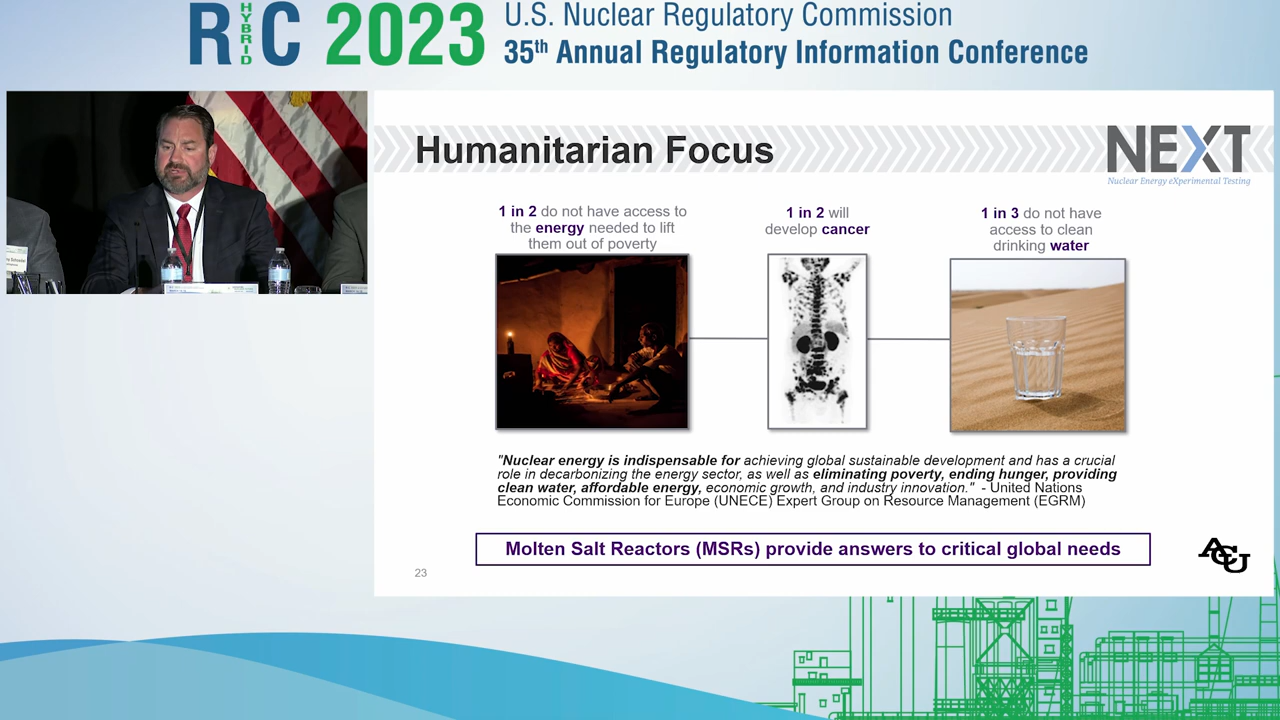 RIC 2023
HYBRID
U.S. Nuclear Regulatory Commission
35th Annual Regulatory Information Conference
Humanitarian Focus
NEXT
Nuclear Energy eXperimental Testing
1 in 2 do not have access to
the energy needed to lift
them out of poverty
1 in 2 will
develop cancer
1 in 3 do not have
access to clean
drinking water
"Nuclear energy is indispensable for achieving global sustainable development and has a crucial
role in decarbonizing the energy sector, as well as eliminating poverty, ending hunger, providing
clean water, affordable energy, economic growth, and industry innovation." - United Nations
Economic Commission for Europe (UNECE) Expert Group on Resource Management (EGRM)
Molten Salt Reactors (MSRs) provide answers to critical global needs
23
ACU